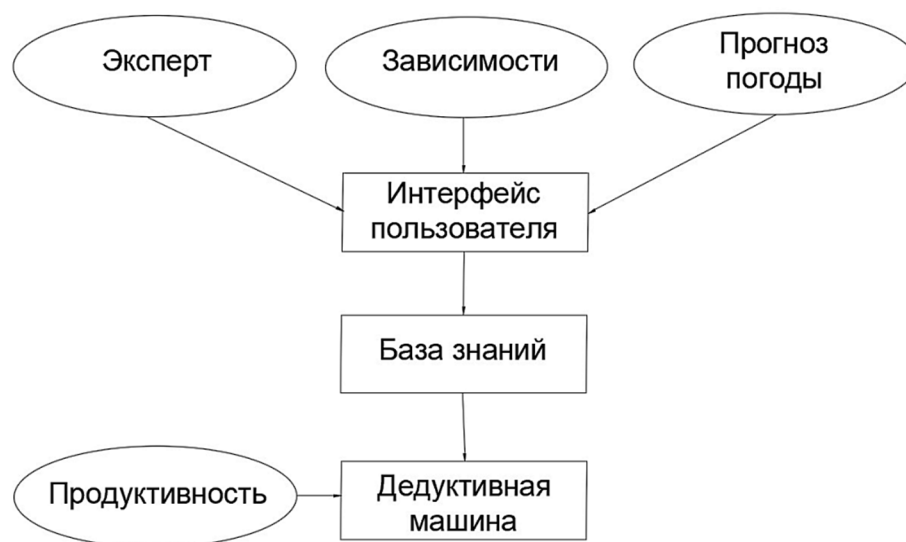 Эксперт
Зависимости
Прогноз
погоды
Интерфейс
пользователя
База знаний
Продуктивность
Дедуктивная
машина